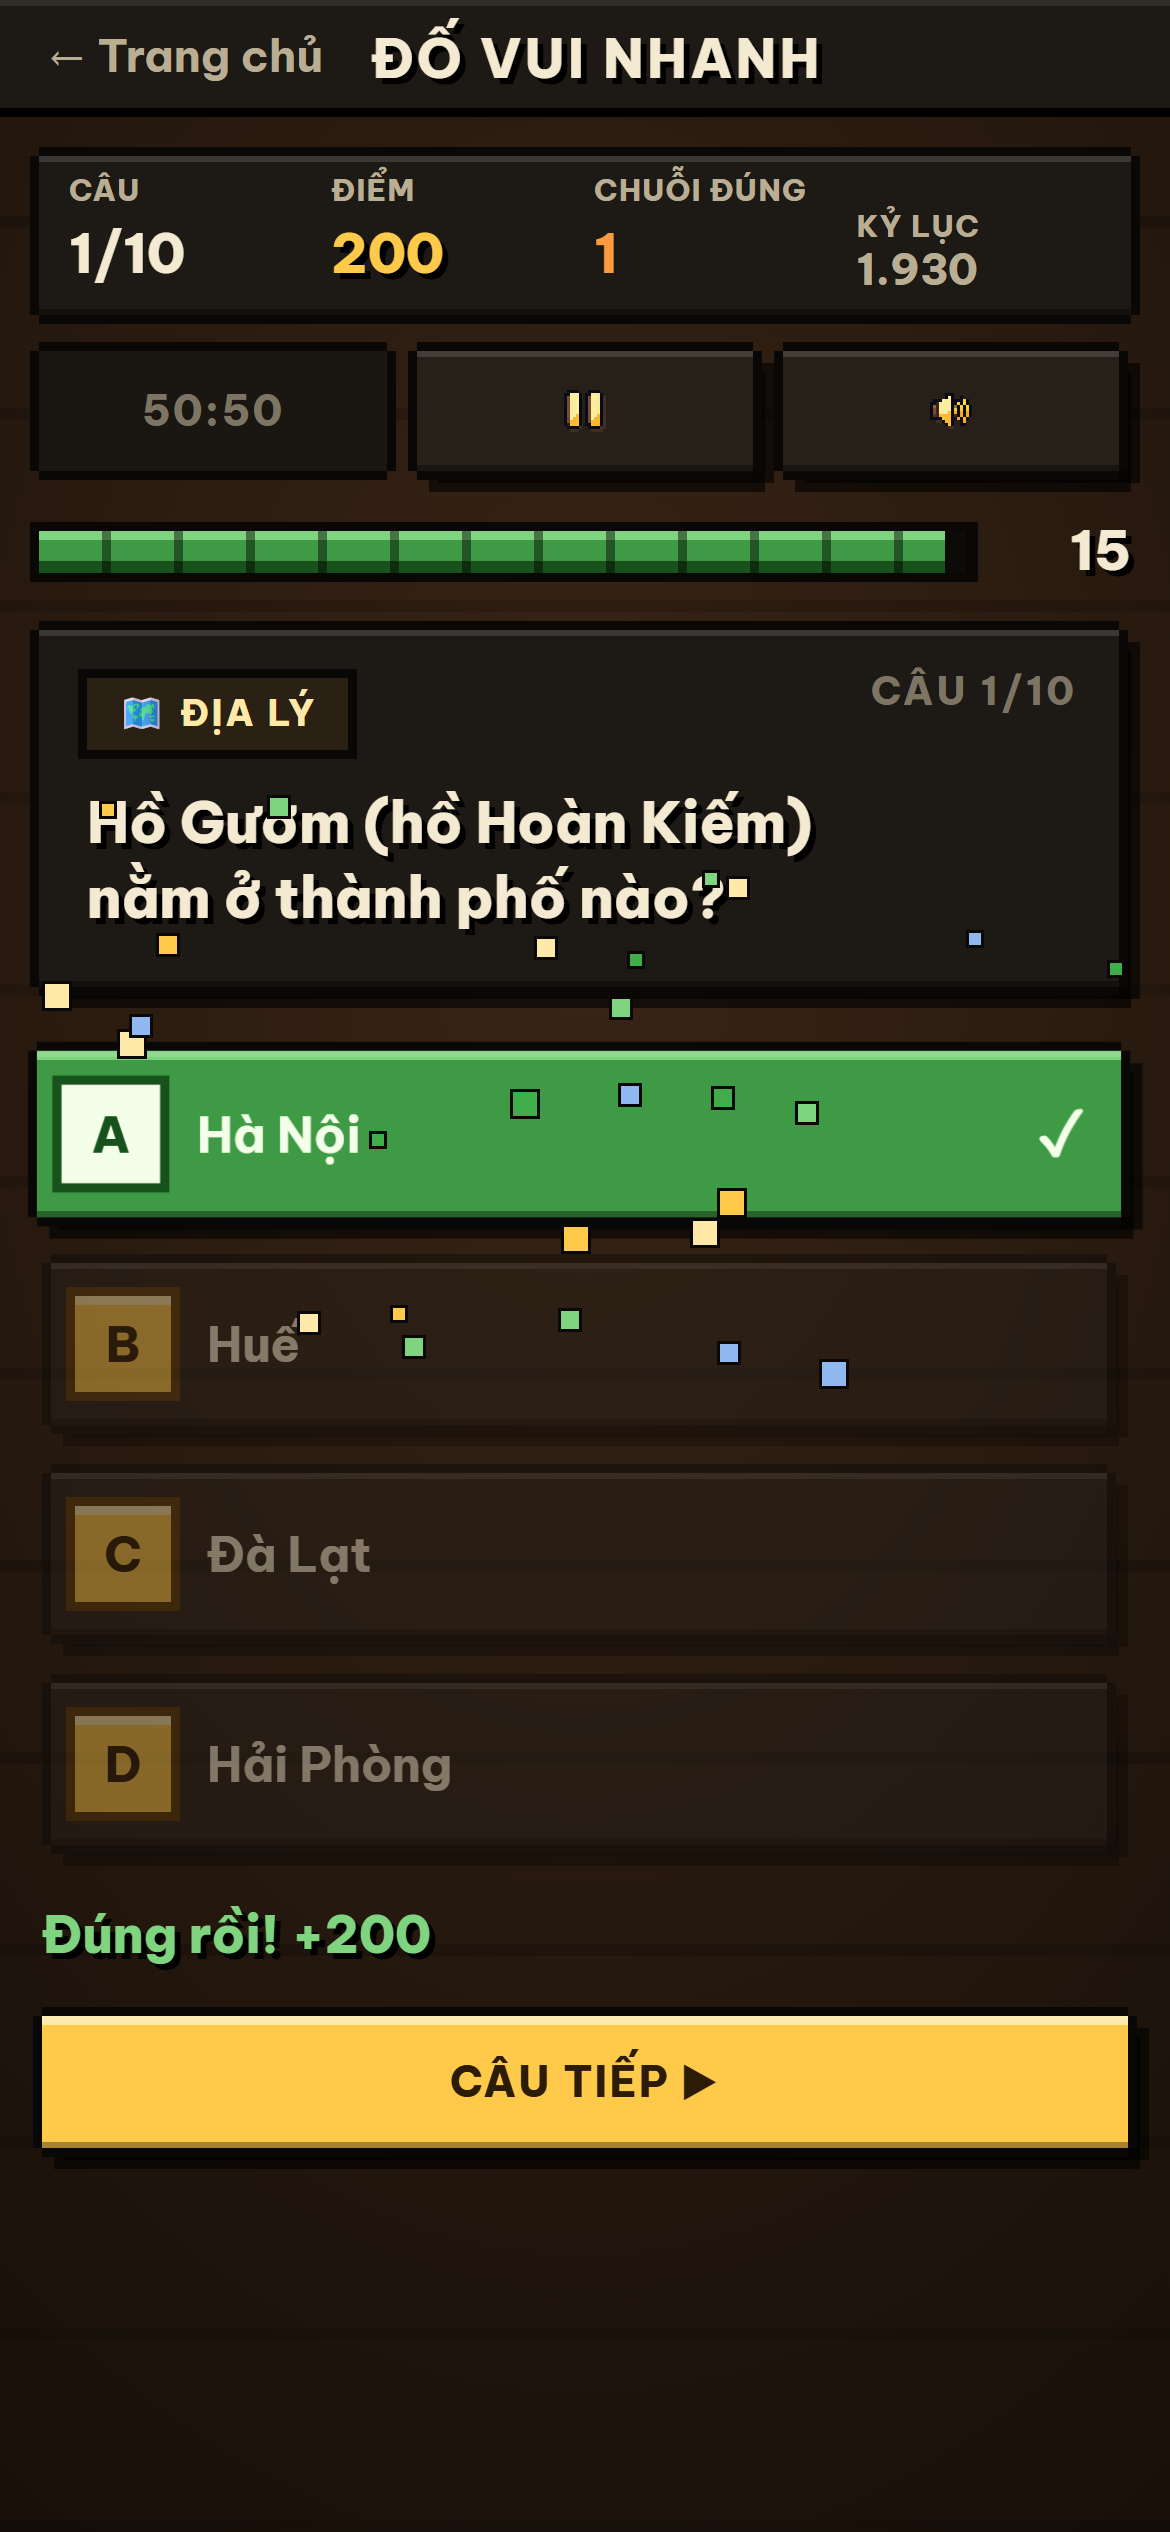 ← Trang chủ
ĐỐ VUI NHANH
CÂU
1/10
ĐIỂM
200
CHUỖI ĐÚNG
1
KỶ LỤC
1.930
50:50
15
ĐỊA LÝ
CÂU 1/10
Hồ Gươm (hồ Hoàn Kiếm)
nằm ở thành phố nào?
A
Hà Nội
✓
B
Huế
C
Đà Lạt
D
Hải Phòng
Đúng rồi! +200
CÂU TIẾP ▶